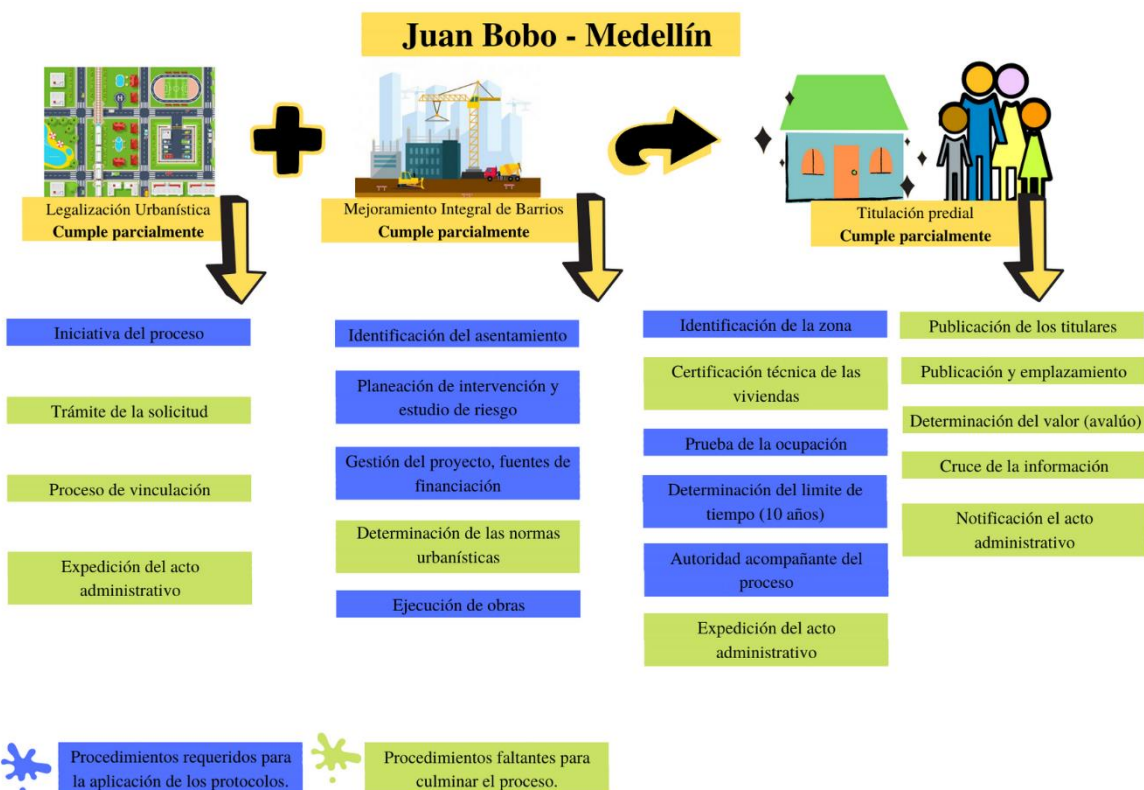 Juan Bobo - Medellín
Legalización Urbanística
Cumple parcialmente
Mejoramiento Integral de Barrios
Cumple parcialmente
Titulación predial
Cumple parcialmente
Iniciativa del proceso
Trámite de la solicitud
Proceso de vinculación
Expedición del acto
administrativo
Identificación del asentamiento
Planeación de intervención y
estudio de riesgo
Gestión del proyecto, fuentes de
financiación
Determinación de las normas
urbanísticas
Ejecución de obras
Identificación de la zona
Certificación técnica de las
viviendas
Prueba de la ocupación
Determinación del limite de
tiempo (10 años)
Autoridad acompañante del
proceso
Expedición del acto
administrativo
Publicación de los titulares
Publicación y emplazamiento
Determinación del valor (avalúo)
Cruce de la información
Notificación el acto
administrativo
Procedimientos requeridos para
la aplicación de los protocolos.
Procedimientos faltantes para
culminar el proceso.